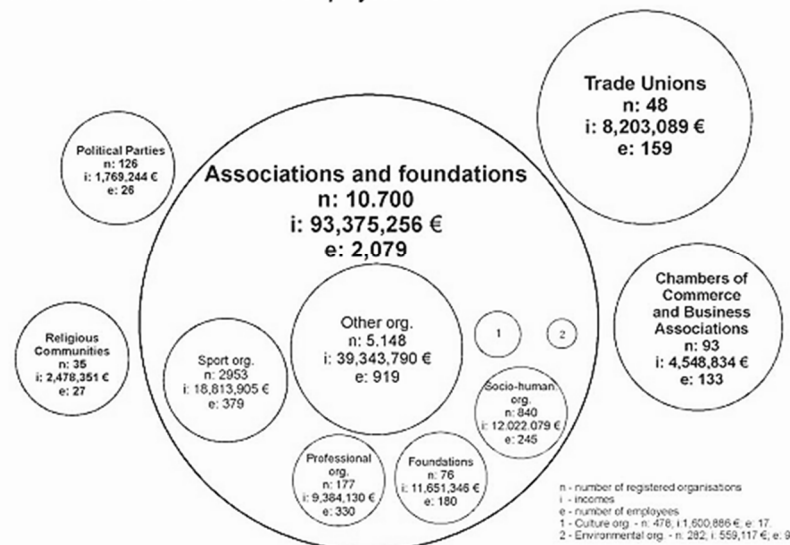 Trade Unions
n: 48
i: 8,203,089 €
e: 159
Political Parties
n: 126
i: 1,769,244 €
e: 26
Associations and foundations
n: 10.700
i: 93,375,256 €
e: 2,079
Chambers of
Commerce
and Business
Associations
n: 93
i: 4,548,834 €
e: 133
Religious
Communities
n: 35
i: 2,478,351 €
e: 27
Sport org.
n: 2953
i: 18,813,905 €
e: 379
Other org.
n: 5.148
i: 39,343,790 €
e: 919
1
2
Socio-human.
org.
n: 840
i: 12.022.079 €
e: 245
Professional
org.
n: 177
i: 9,384,130 €
e: 330
Foundations
n: 76
i: 11,651,346 €
e: 180
n - number of registered organisations
i - incomes
e - number of employees
1 - Culture org. - n: 478, i:1,600,886 €, e: 17.
2 - Environmental org. - n: 282, i: 559,117 €, e: 9